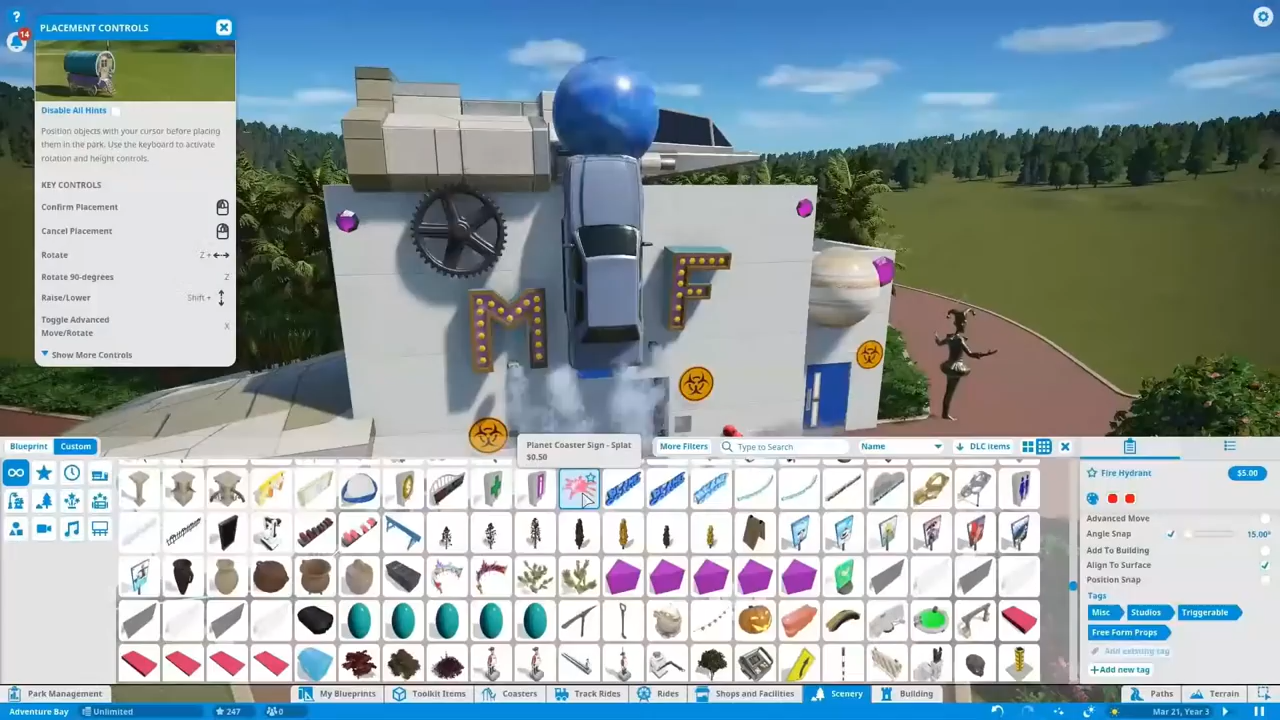 ?
14
PLACEMENT CONTROLS
Disable All Hints
Position objects with your cursor before placing
them in the park. Use the keyboard to activate
rotation and height controls.
KEY CONTROLS
Confirm Placement
Cancel Placement
Rotate Z +
Rotate 90-degrees Z
Raise/Lower Shift +
Toggle Advanced
Move/Rotate X
Show More Controls
M F
Blueprint Custom
Planet Coaster Sign - Splat
$0.50
More Filters Type to Search Name DLC items
Fire Hydrant $5.00
Advanced Move
Angle Snap 15.00°
Add To Building
Align To Surface
Position Snap
Tags
Misc Studios Triggerable
Free Form Props
Add existing tag
+Add new tag
Park Management My Blueprints Toolkit Items Coasters Track Rides Rides Shops and Facilities Scenery Building Paths Terrain
Adventure Bay Unlimited 247 0 Mar 21, Year 3